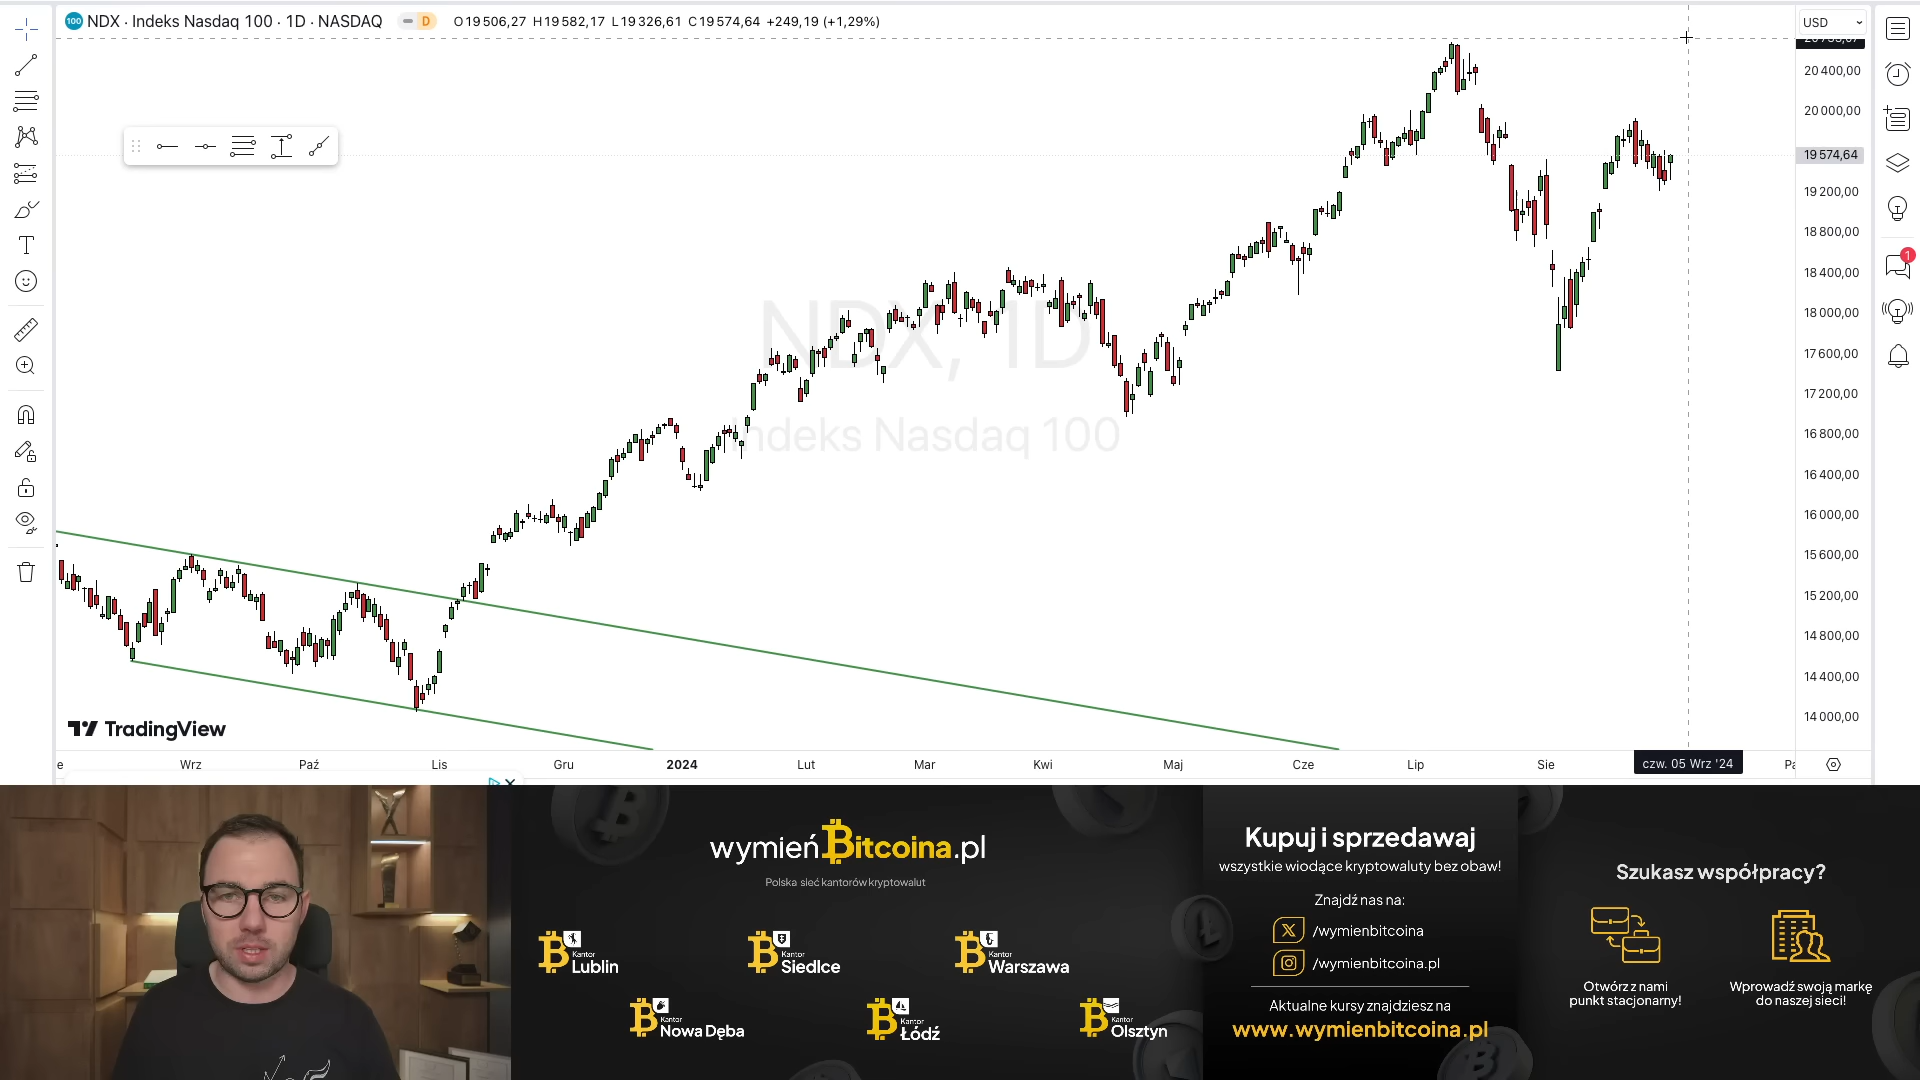 NDX · Indeks Nasdaq 100 · 1D · NASDAQ
D
O19 506,27 H19 582,17 L19 326,61 C19 574,64 +249,19 (+1,29%)
USD
20 400,00
20 000,00
19 574,64
19 200,00
18 800,00
18 400,00
18 000,00
17 600,00
17 200,00
16 800,00
16 400,00
16 000,00
15 600,00
15 200,00
14 800,00
14 400,00
14 000,00
100
1
NDX, 1D
Indeks Nasdaq 100
TradingView
e
Wrz
Paź
Lis
Gru
2024
Lut
Mar
Kwi
Maj
Cze
Lip
Sie
czw. 05 Wrz '24
wymieńBitcoina.pl
Polska sieć kantorów kryptowalut
Kantor
Lublin
Kantor
Siedlce
Kantor
Warszawa
Kantor
Nowa Dęba
Kantor
Łódź
Kantor
Olsztyn
Kupuj i sprzedawaj
wszystkie wiodące kryptowaluty bez obaw!
Znajdź nas na:
/wymienbitcoina
/wymienbitcoina.pl
Aktualne kursy znajdziesz na
www.wymienbitcoina.pl
Szukasz współpracy?
Otwórz z nami
punkt stacjonarny!
Wprowadź swoją markę
do naszej sieci!